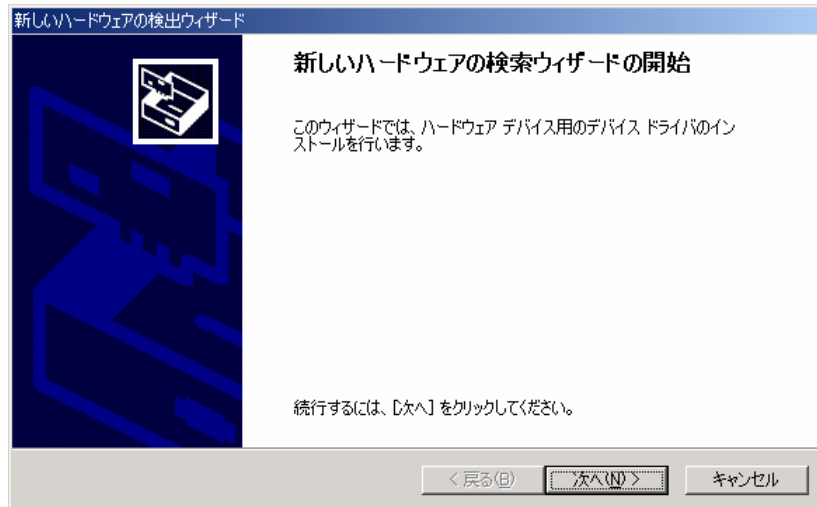 新しいハードウェアの検出ウィザード
新しいハードウェアの検索ウィザードの開始
このウィザードでは、ハードウェア デバイス用のデバイス ドライバのイン
ストールを行います。
続行するには、[次へ] をクリックしてください。
< 戻る(B)
次へ(N) >
キャンセル